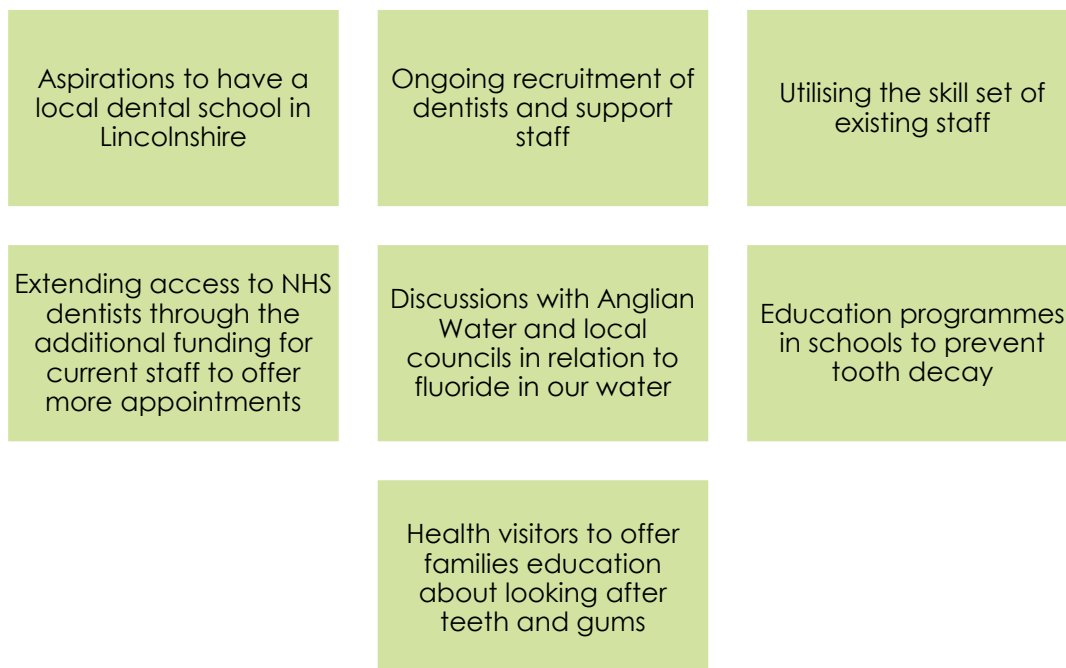 Aspirations to have a
local dental school in
Lincolnshire
Ongoing recruitment of
dentists and support
staff
Utilising the skill set of
existing staff
Extending access to NHS
dentists through the
additional funding for
current staff to offer
more appointments
Discussions with Anglian
Water and local
councils in relation to
fluoride in our water
Education programmes
in schools to prevent
tooth decay
Health visitors to offer
families education
about looking after
teeth and gums